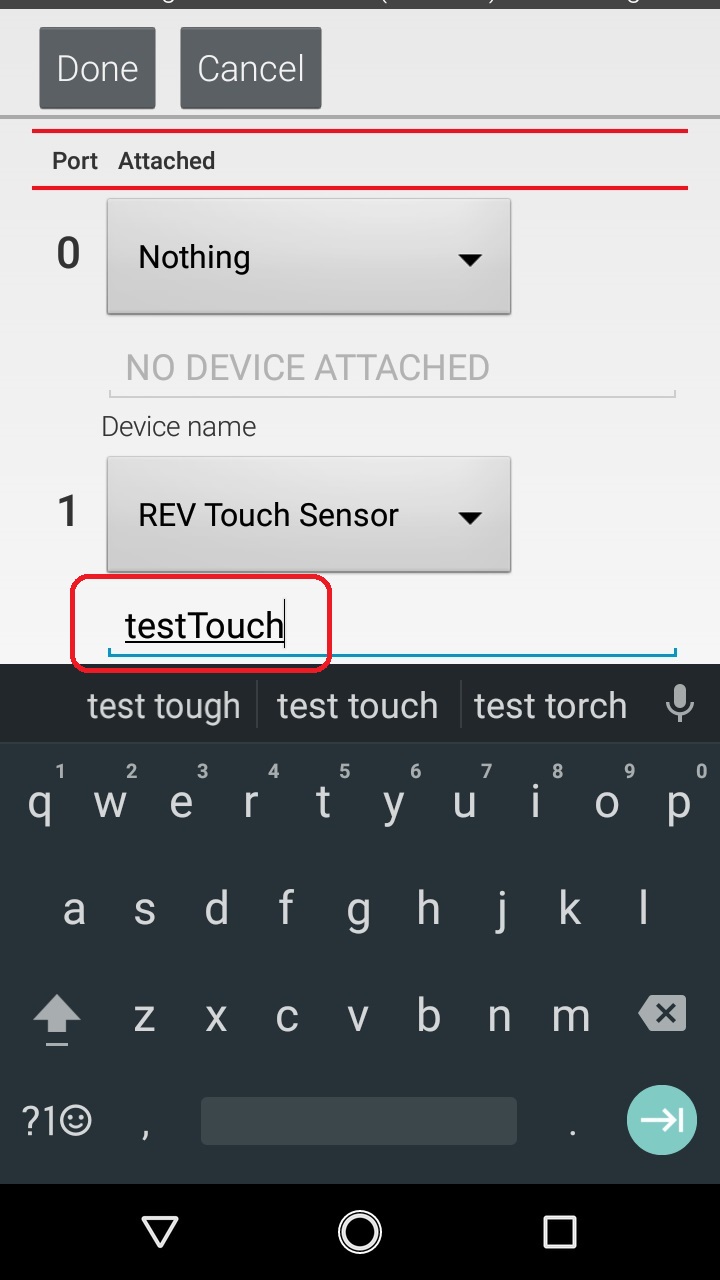 Done Cancel
Port Attached
0 Nothing
NO DEVICE ATTACHED
Device name
1 REV Touch Sensor
testTouch
test tough test touch test torch
1 2 3 4 5 6 7 8 9 0
q w e r t y u i o p
a s d f g h j k l
z x c v b n m
?1☺ , .